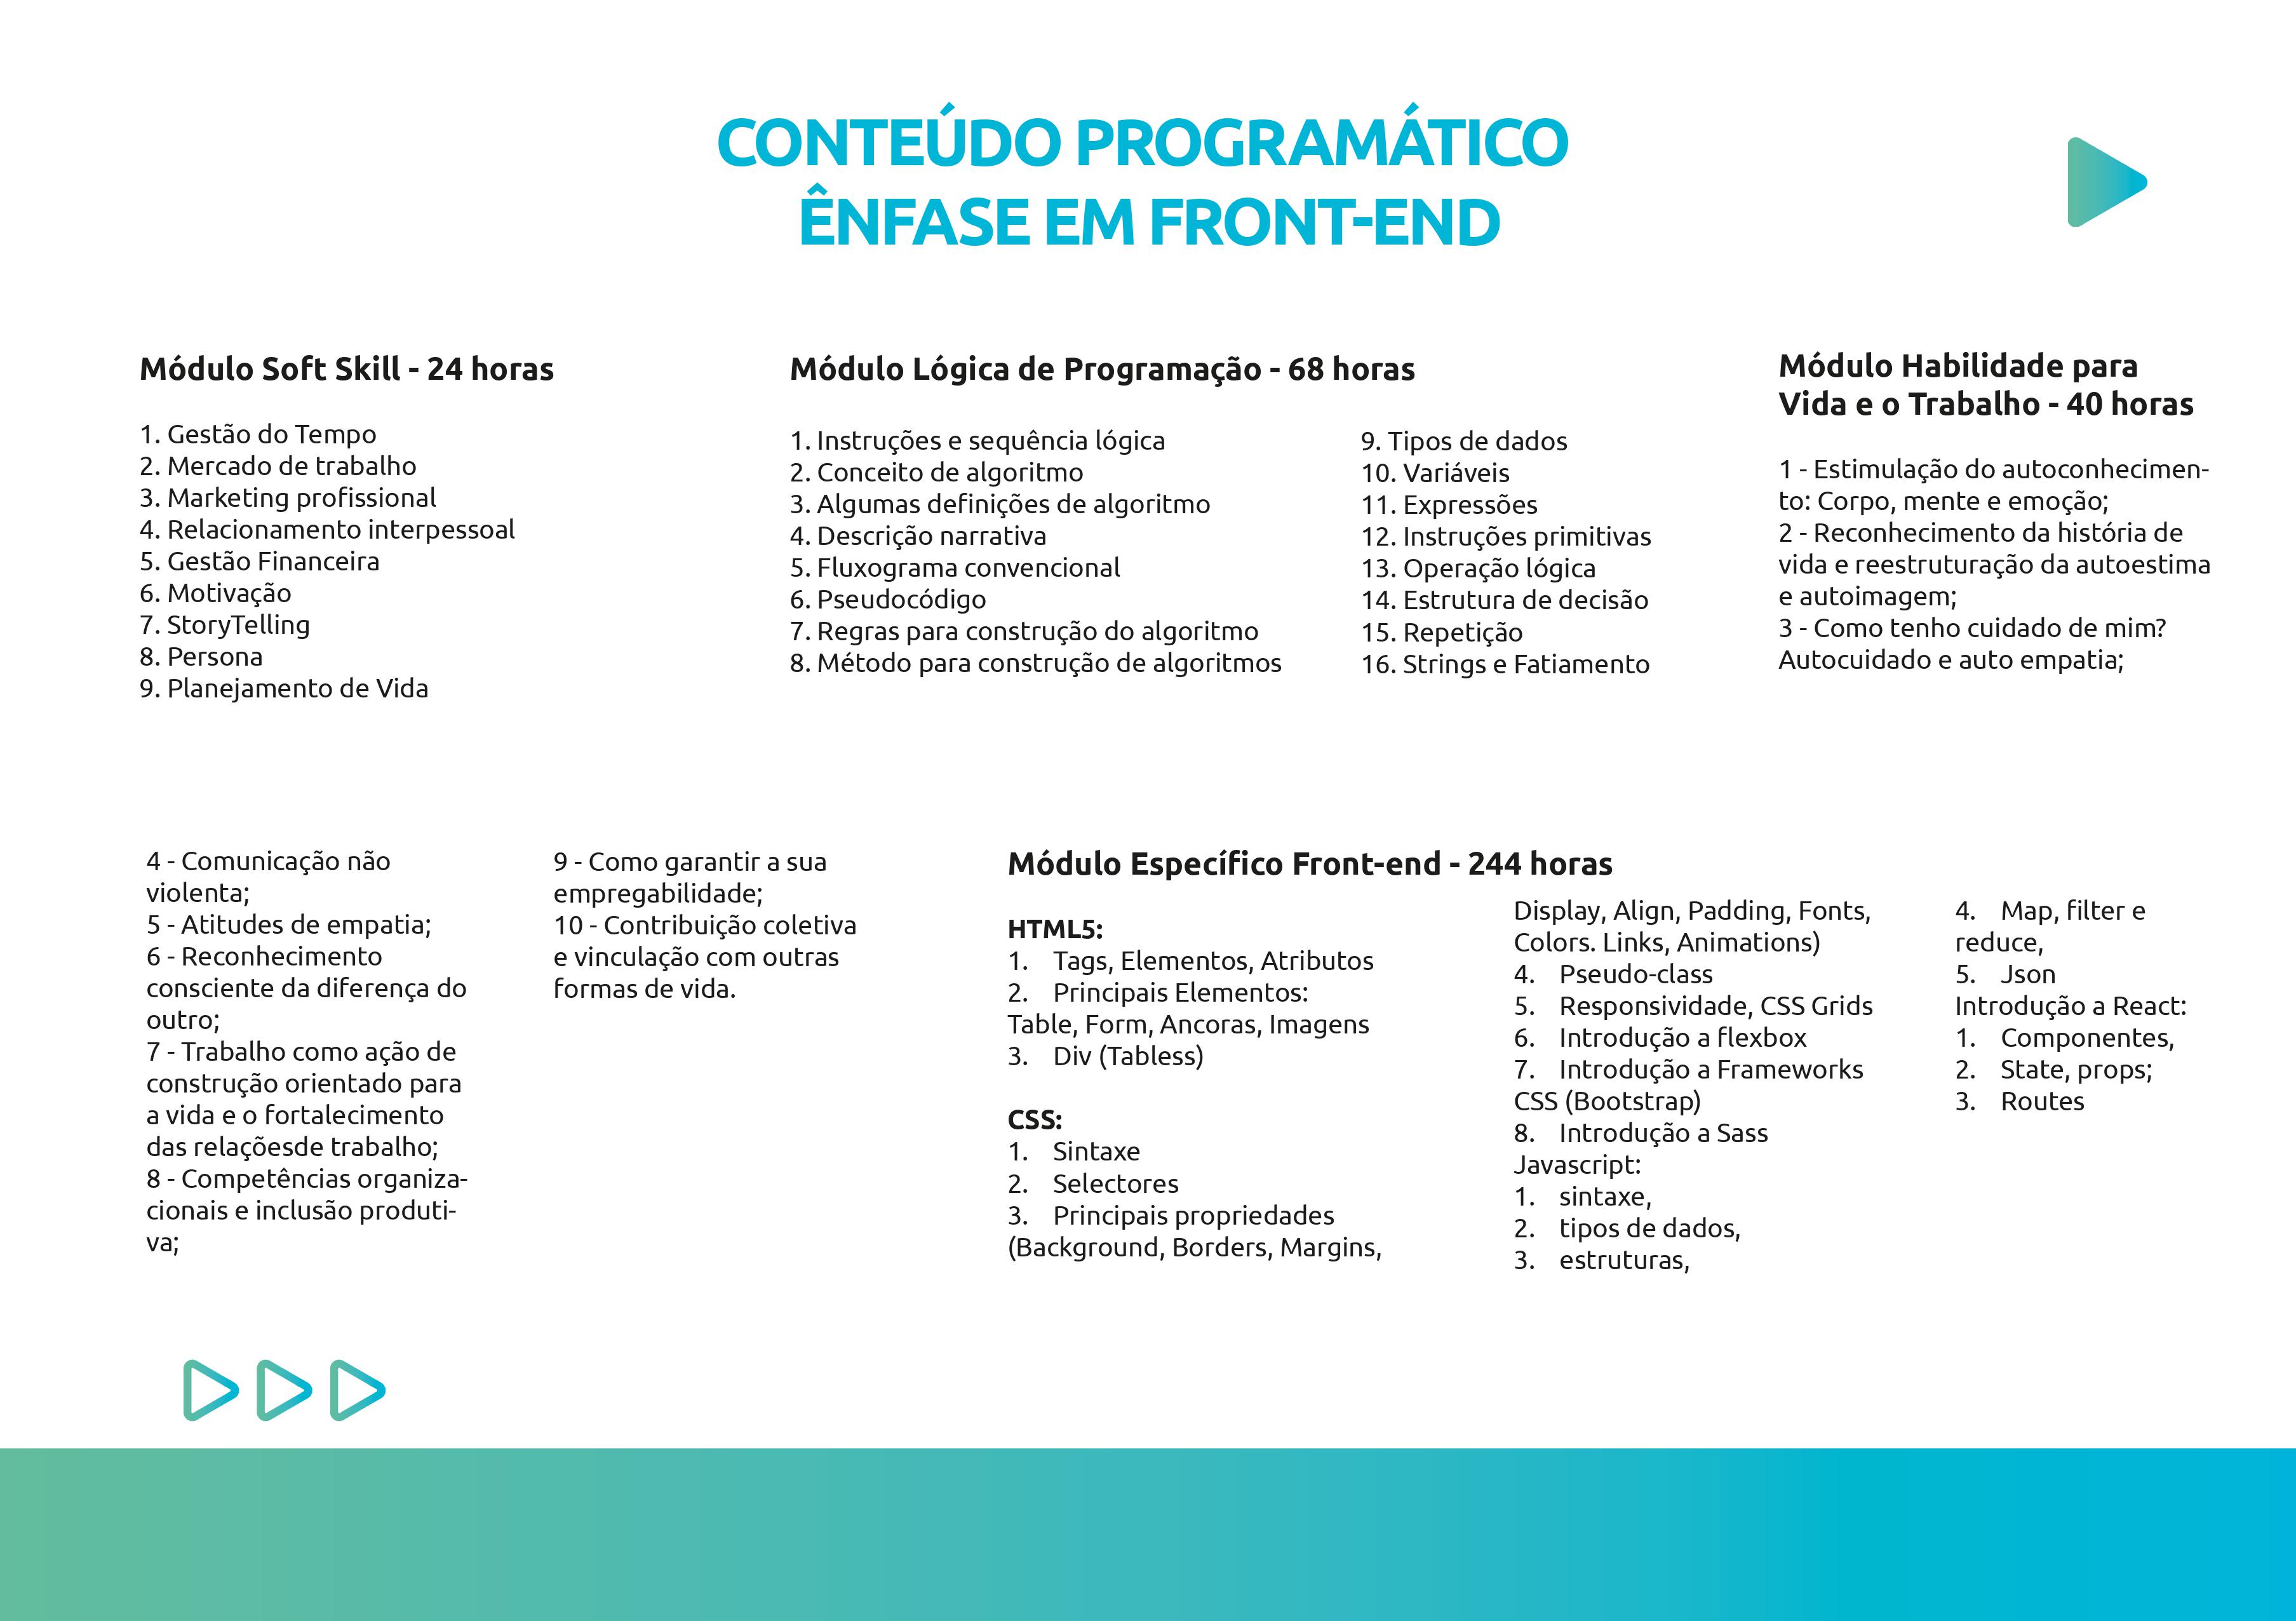 CONTEÚDO PROGRAMÁTICO
ÊNFASE EM FRONT-END
Módulo Soft Skill - 24 horas
1. Gestão do Tempo
2. Mercado de trabalho
3. Marketing profissional
4. Relacionamento interpessoal
5. Gestão Financeira
6. Motivação
7. StoryTelling
8. Persona
9. Planejamento de Vida
Módulo Lógica de Programação - 68 horas
1. Instruções e sequência lógica
2. Conceito de algoritmo
3. Algumas definições de algoritmo
4. Descrição narrativa
5. Fluxograma convencional
6. Pseudocódigo
7. Regras para construção do algoritmo
8. Método para construção de algoritmos
9. Tipos de dados
10. Variáveis
11. Expressões
12. Instruções primitivas
13. Operação lógica
14. Estrutura de decisão
15. Repetição
16. Strings e Fatiamento
Módulo Habilidade para
Vida e o Trabalho - 40 horas
1 - Estimulação do autoconhecimen-
to: Corpo, mente e emoção;
2 - Reconhecimento da história de
vida e reestruturação da autoestima
e autoimagem;
3 - Como tenho cuidado de mim?
Autocuidado e auto empatia;
4 - Comunicação não
violenta;
5 - Atitudes de empatia;
6 - Reconhecimento
consciente da diferença do
outro;
7 - Trabalho como ação de
construção orientado para
a vida e o fortalecimento
das relaçõesde trabalho;
8 - Competências organiza-
cionais e inclusão produti-
va;
9 - Como garantir a sua
empregabilidade;
10 - Contribuição coletiva
e vinculação com outras
formas de vida.
Módulo Específico Front-end - 244 horas
HTML5:
1. Tags, Elementos, Atributos
2. Principais Elementos:
Table, Form, Ancoras, Imagens
3. Div (Tabless)
CSS:
1. Sintaxe
2. Selectores
3. Principais propriedades
(Background, Borders, Margins,
Display, Align, Padding, Fonts,
Colors. Links, Animations)
4. Pseudo-class
5. Responsividade, CSS Grids
6. Introdução a flexbox
7. Introdução a Frameworks
CSS (Bootstrap)
8. Introdução a Sass
Javascript:
1. sintaxe,
2. tipos de dados,
3. estruturas,
4. Map, filter e
reduce,
5. Json
Introdução a React:
1. Componentes,
2. State, props;
3. Routes